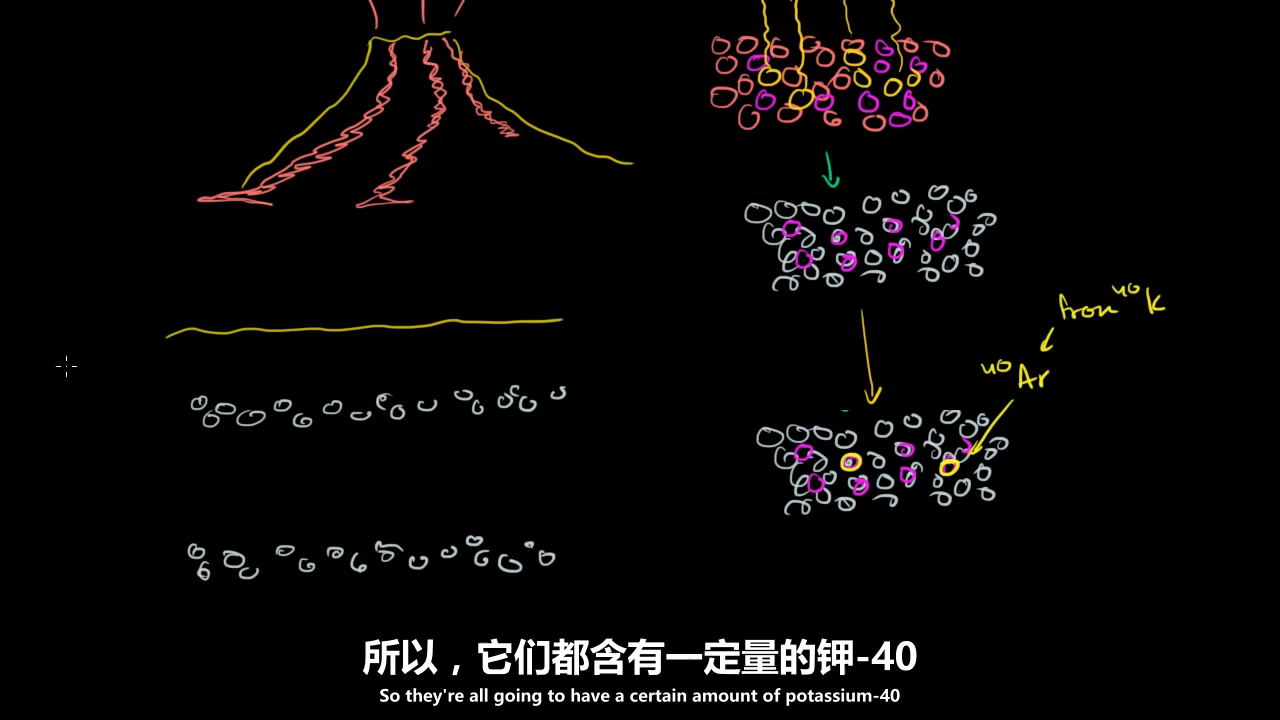 from ⁴⁰K
⁴⁰Ar
所以，它们都含有一定量的钾-40
So they're all going to have a certain amount of potassium-40